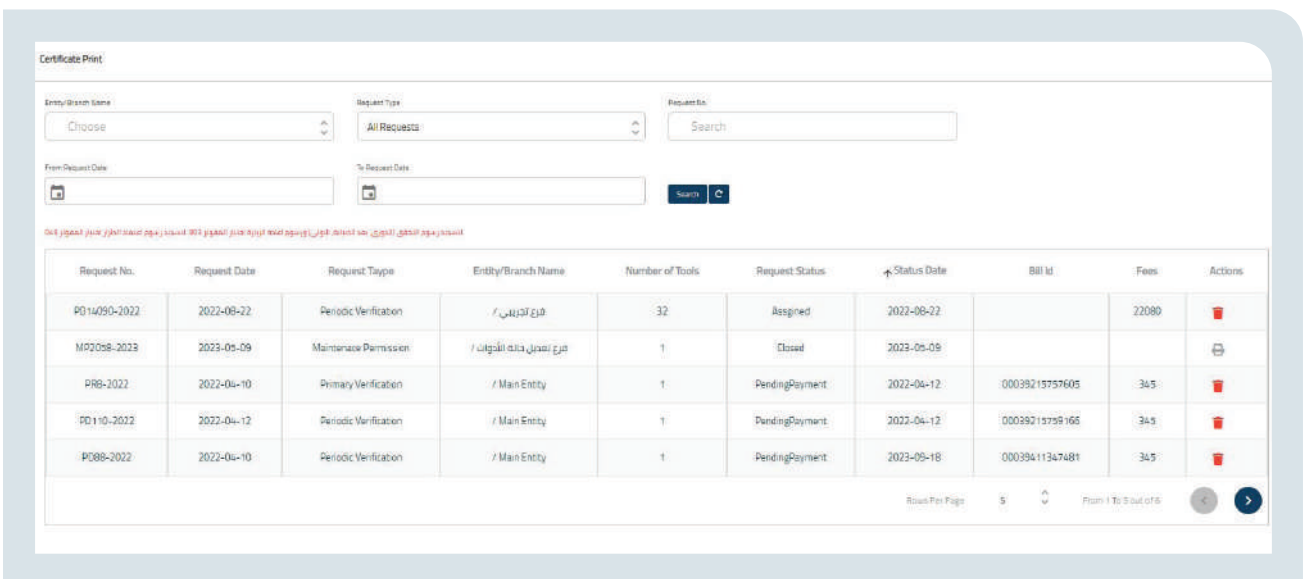 Certificate Print
Entity/Branch Name Request Type Request No.
Choose All Requests Search
From Request Date To Request Date
Search
Request No. Request Date Request Taype Entity/Branch Name Number of Tools Request Status Status Date Bill Id Fees Actions
PD14090-2022 2022-08-22 Periodic Verification فرع تجريبي / 32 Assgined 2022-08-22 22080
MP2058-2023 2023-05-09 Maintenace Permission فرع تعديل حالة الأدوات / 1 Closed 2023-05-09
PR8-2022 2022-04-10 Primary Verification / Main Entity 1 PendingPayment 2022-04-12 00039215757605 345
PD110-2022 2022-04-12 Periodic Verification / Main Entity 1 PendingPayment 2022-04-12 00039215759166 345
PD88-2022 2022-04-10 Periodic Verification / Main Entity 1 PendingPayment 2023-09-18 00039411347481 345
Rows Per Page 5 From 1 To 5 out of 6